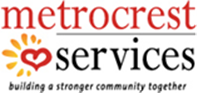 metrocrest
services
building a stronger community together